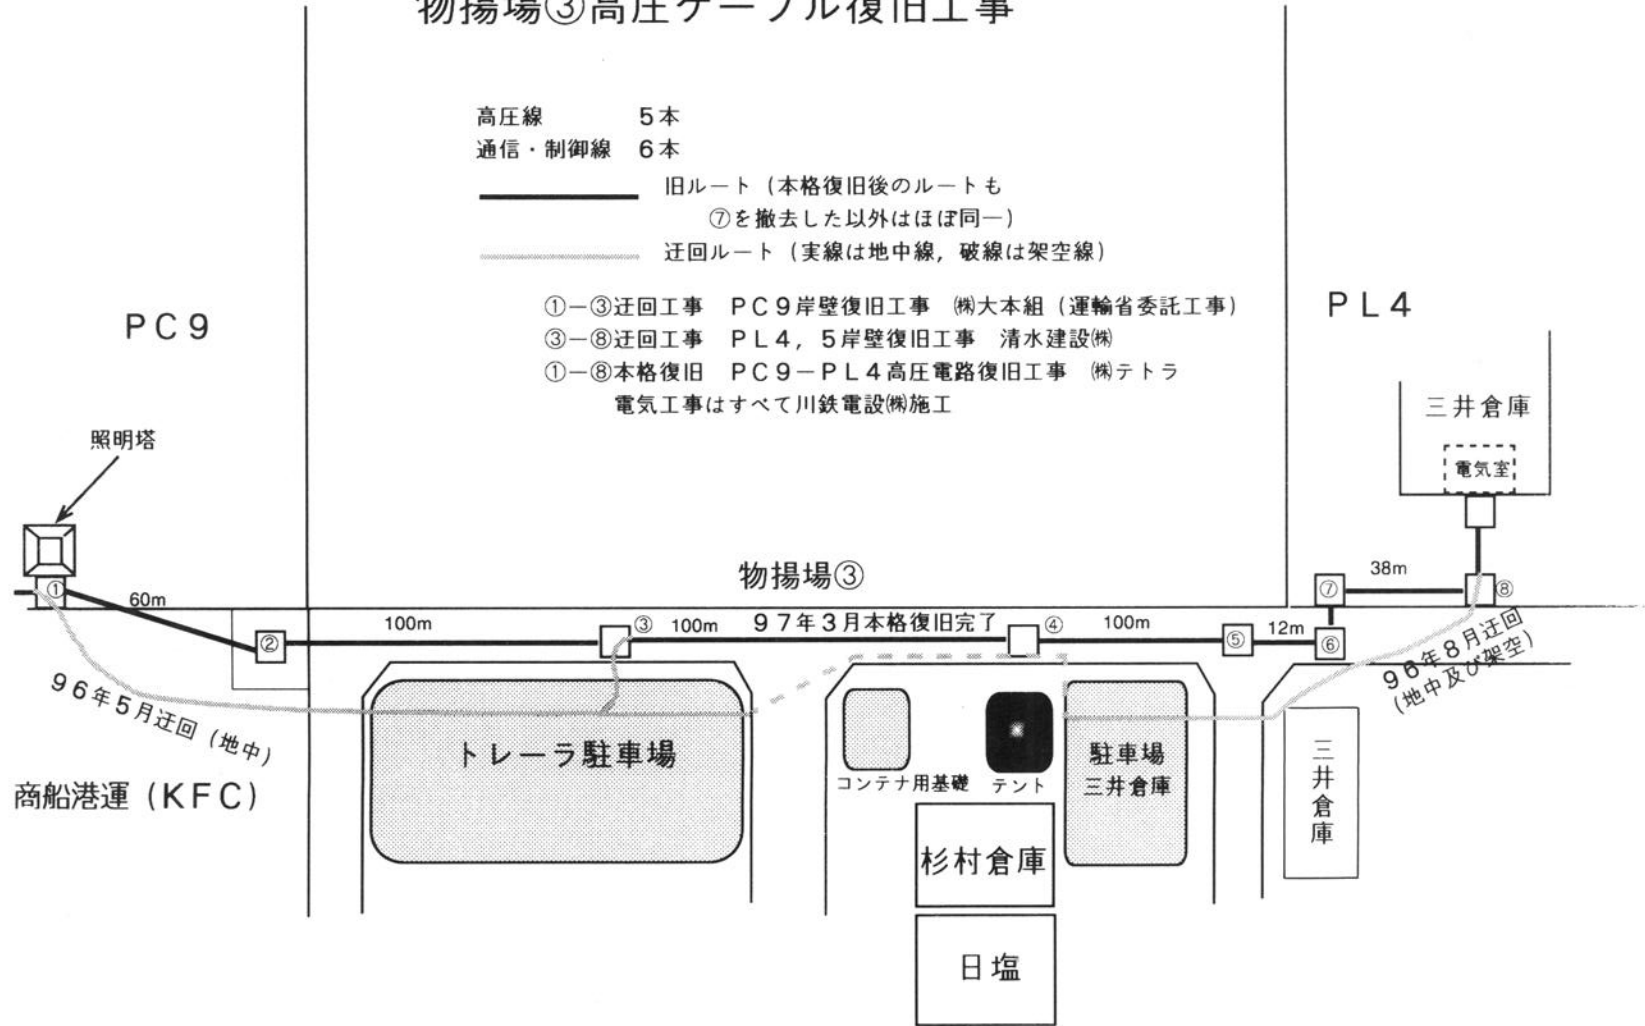 物揚場③高圧ケーブル復旧工事
高圧線 5本
通信・制御線 6本
旧ルート（本格復旧後のルートも
⑦を撤去した以外はほぼ同一）
迂回ルート（実線は地中線，破線は架空線）
①－③迂回工事 PC9岸壁復旧工事 ㈱大本組（運輸省委託工事）
③－⑧迂回工事 PL4，5岸壁復旧工事 清水建設㈱
①－⑧本格復旧 PC9－PL4高圧電路復旧工事 ㈱テトラ
電気工事はすべて川鉄電設㈱施工
PC9
PL4
三井倉庫
電気室
照明塔
物揚場③
①
60m
②
100m
③
100m
97年3月本格復旧完了
④
100m
⑤
12m
⑥
⑦
38m
⑧
96年5月迂回（地中）
96年8月迂回
（地中及び架空）
商船港運（KFC）
トレーラ駐車場
コンテナ用基礎
テント
駐車場
三井倉庫
三井倉庫
杉村倉庫
日塩